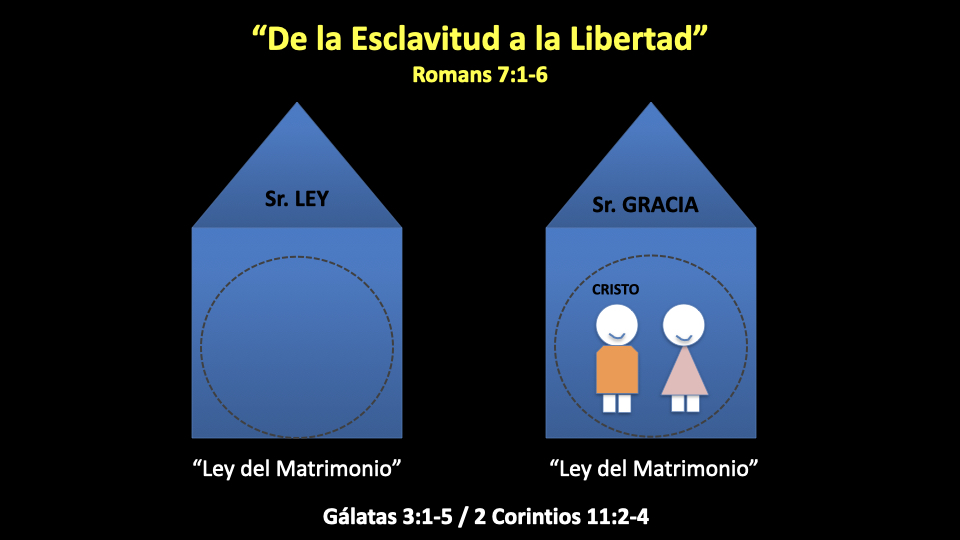 “De la Esclavitud a la Libertad”
Romans 7:1-6
Sr. LEY
Sr. GRACIA
CRISTO
“Ley del Matrimonio”
“Ley del Matrimonio”
Gálatas 3:1-5 / 2 Corintios 11:2-4